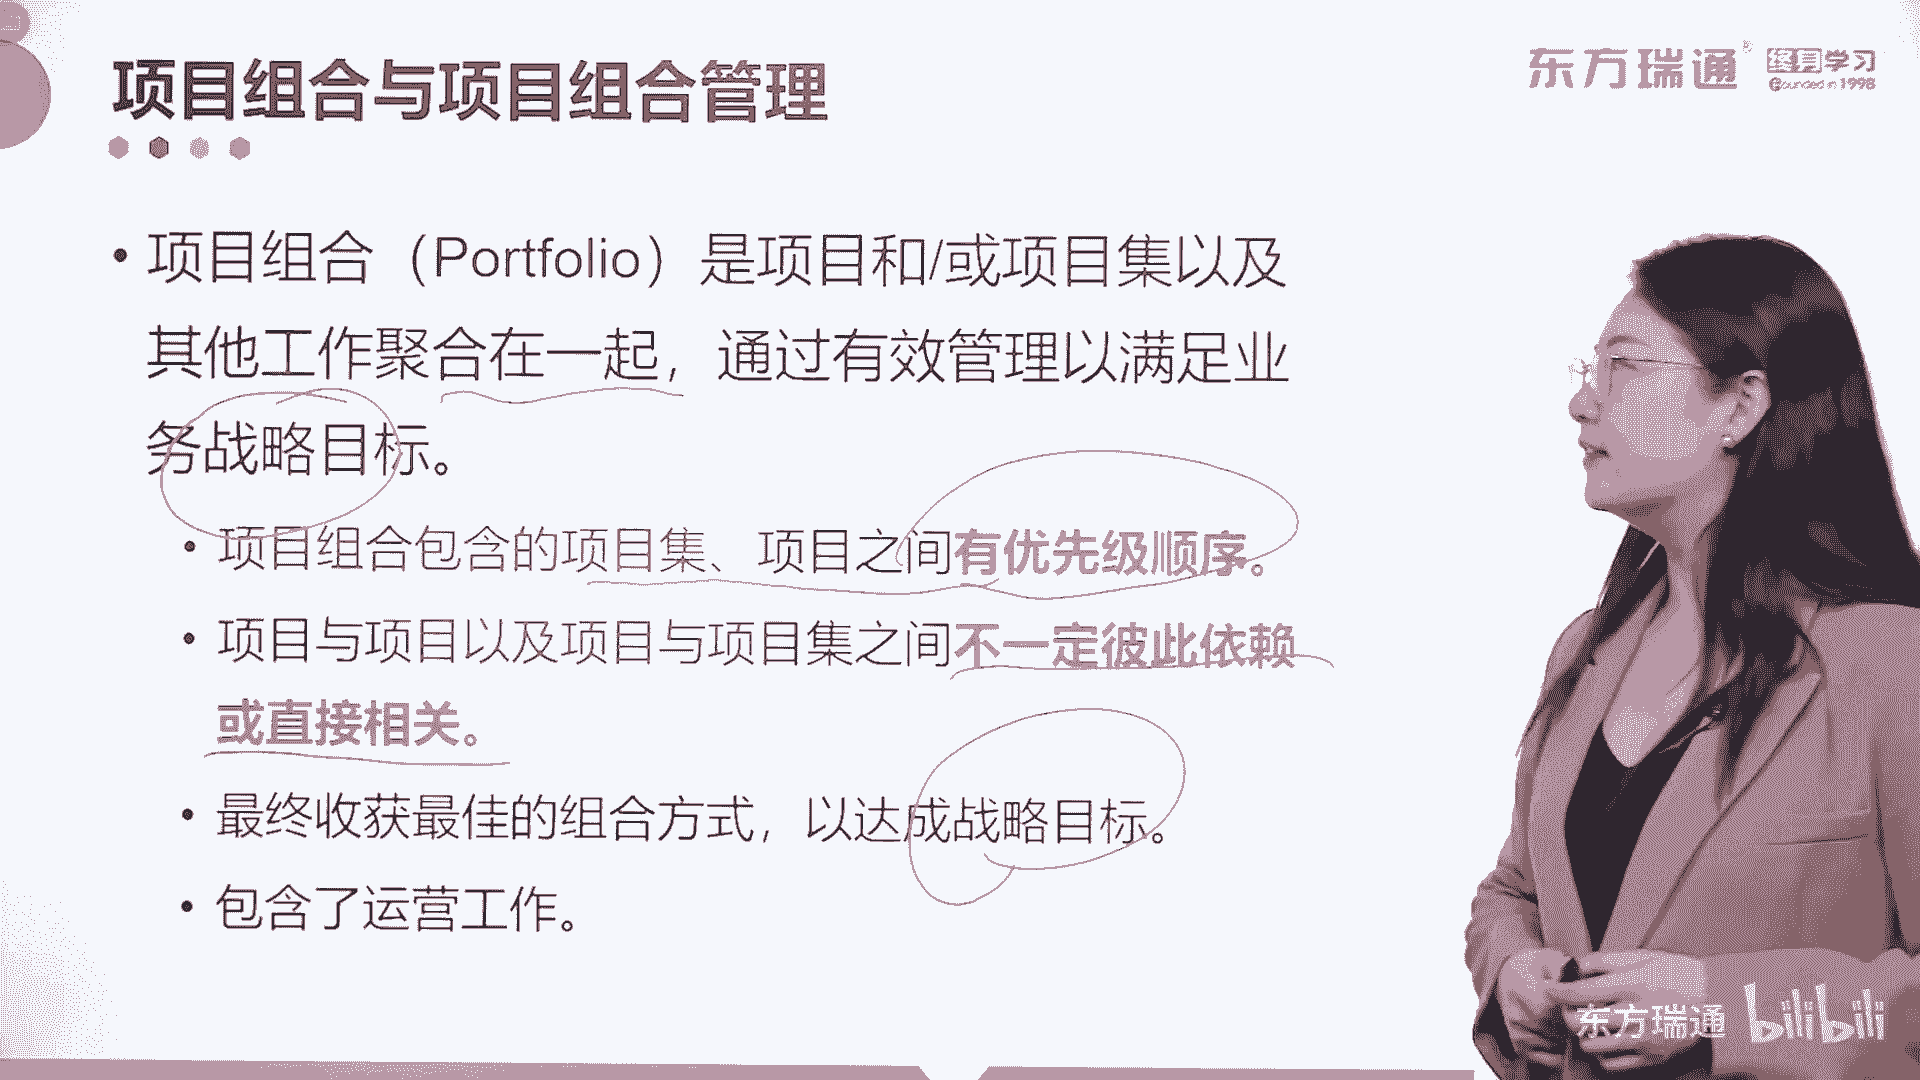 项目组合与项目组合管理
东方瑞通
终身学习
Founded in 1998
• 项目组合（Portfolio）是项目和/或项目集以及
其他工作聚合在一起，通过有效管理以满足业
务战略目标。
• 项目组合包含的项目集、项目之间有优先级顺序。
• 项目与项目以及项目与项目集之间不一定彼此依赖
或直接相关。
• 最终收获最佳的组合方式，以达成战略目标。
• 包含了运营工作。
东方瑞通 bilibili